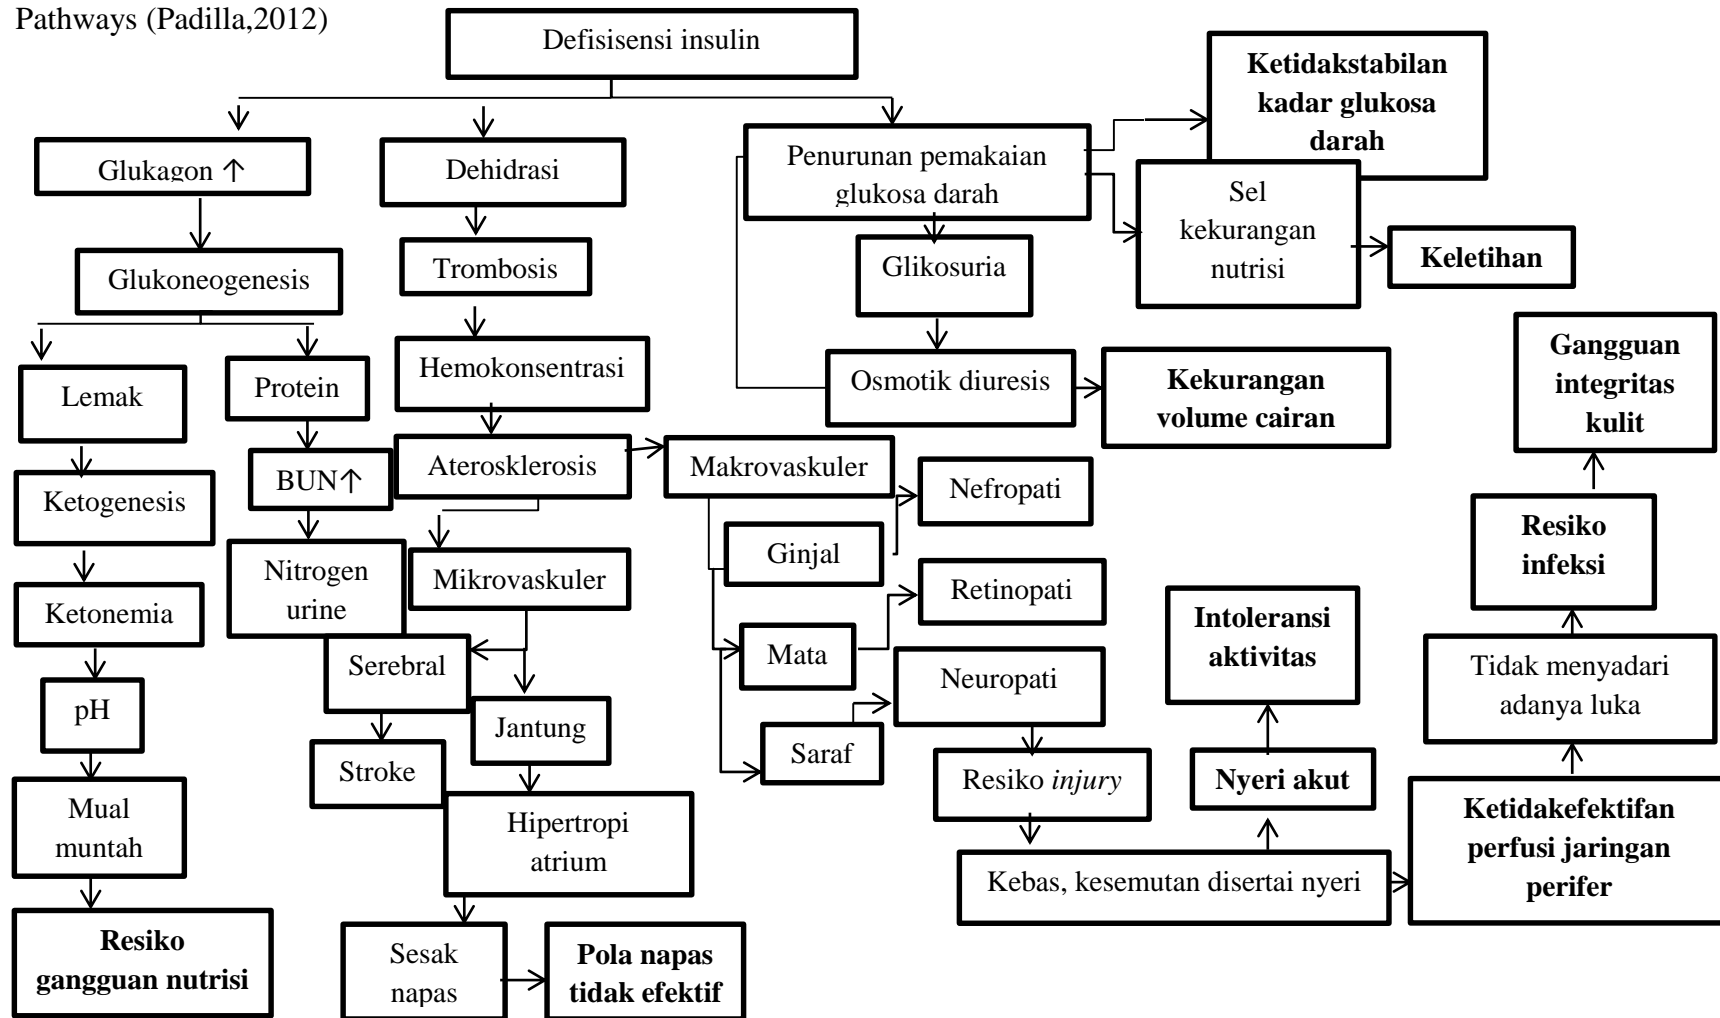 Pathways (Padilla,2012)
Defisisensi insulin
Ketidakstabilan
kadar glukosa
darah
Glukagon ↑
Dehidrasi
Penurunan pemakaian
glukosa darah
Sel
kekurangan
nutrisi
Keletihan
Glukoneogenesis
Trombosis
Glikosuria
Lemak
Protein
Hemokonsentrasi
Osmotik diuresis
Kekurangan
volume cairan
Gangguan
integritas
kulit
Ketogenesis
BUN↑
Aterosklerosis
Makrovaskuler
Nefropati
Ginjal
Resiko
infeksi
Ketonemia
Nitrogen
urine
Mikrovaskuler
Retinopati
Intoleransi
aktivitas
Serebral
Mata
Neuropati
Tidak menyadari
adanya luka
pH
Jantung
Saraf
Stroke
Resiko injury
Nyeri akut
Ketidakefektifan
perfusi jaringan
perifer
Mual
muntah
Hipertropi
atrium
Kebas, kesemutan disertai nyeri
Resiko
gangguan nutrisi
Sesak
napas
Pola napas
tidak efektif